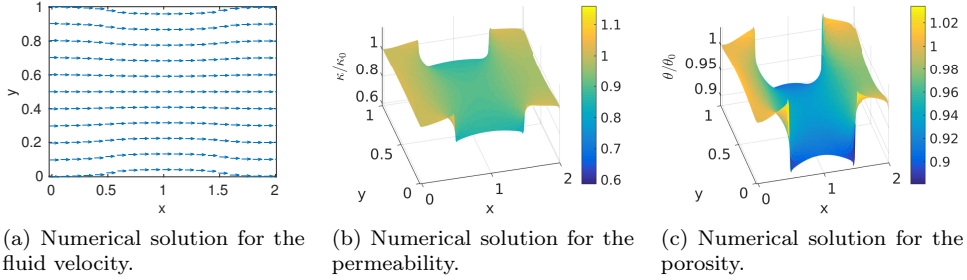 1
0.8
0.6
0.4
0.2
0
y
0 0.5 1 1.5 2
x
κ/κ0
1
0.8
0.6
1
0.5
0
y
0 1 2
x
1.1
1
0.9
0.8
0.7
0.6
θ/θ0
1
0.95
0.9
1
0.5
0
y
0 1 2
x
1.02
1
0.98
0.96
0.94
0.92
0.9
(a) Numerical solution for the
fluid velocity.
(b) Numerical solution for the
permeability.
(c) Numerical solution for the
porosity.